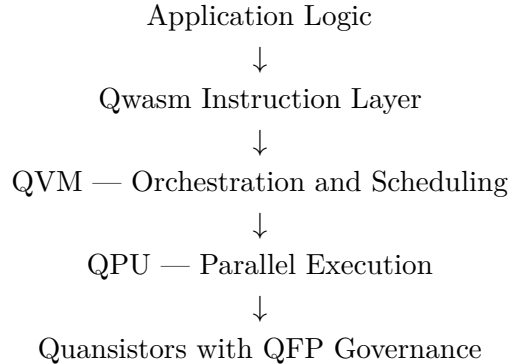 Application Logic
↓
Qwasm Instruction Layer
↓
QVM — Orchestration and Scheduling
↓
QPU — Parallel Execution
↓
Quansistors with QFP Governance